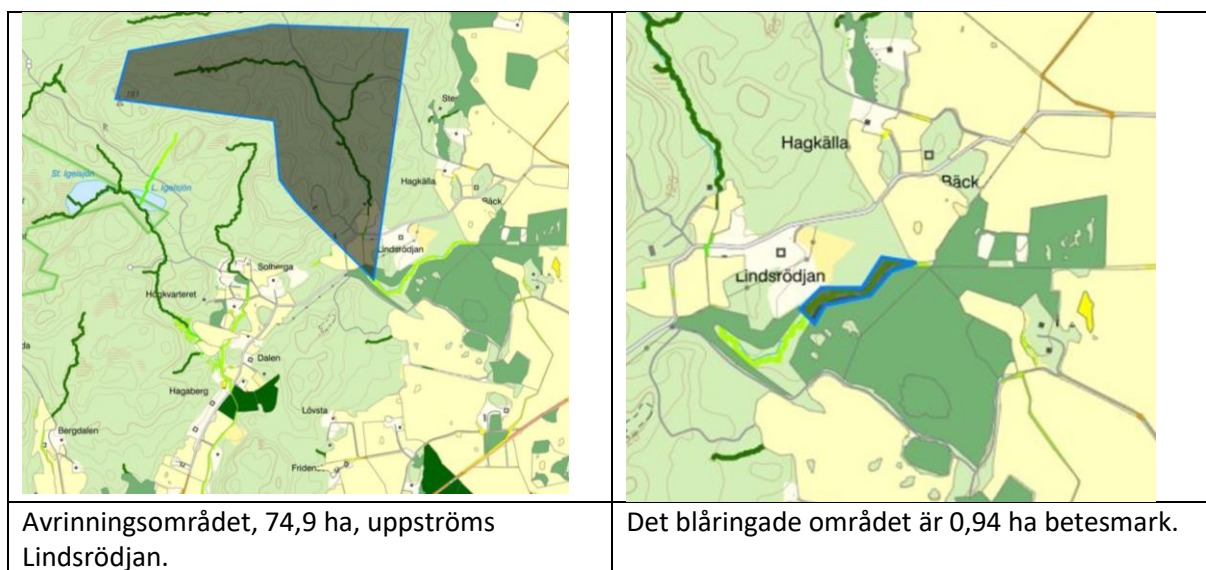 St. Igelsjön
L. Igelsjön
Hagkälla
Bäck
Lindsrödjan
Solberga
Högkvarteret
Dalen
Hagaberg
Lövsta
Bergdalen
Hagkälla
Bäck
Lindsrödjan
Avrinningsområdet, 74,9 ha, uppströms
Lindsrödjan.
Det blåringade området är 0,94 ha betesmark.